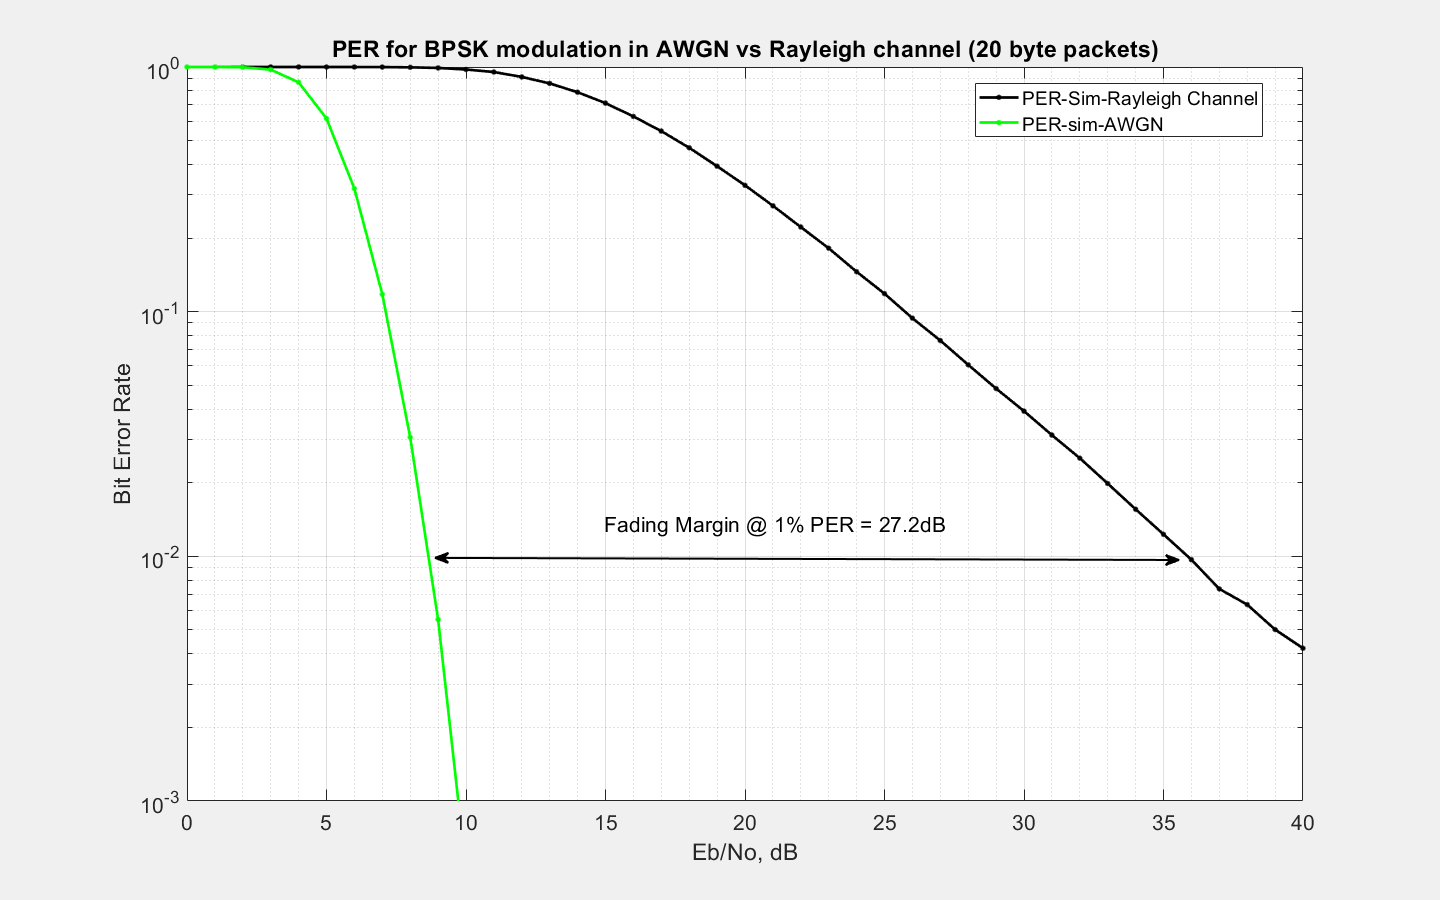 PER for BPSK modulation in AWGN vs Rayleigh channel (20 byte packets)
PER-Sim-Rayleigh Channel
PER-sim-AWGN
10^0
10^-1
10^-2
10^-3
Bit Error Rate
Fading Margin @ 1% PER = 27.2dB
0 5 10 15 20 25 30 35 40
Eb/No, dB